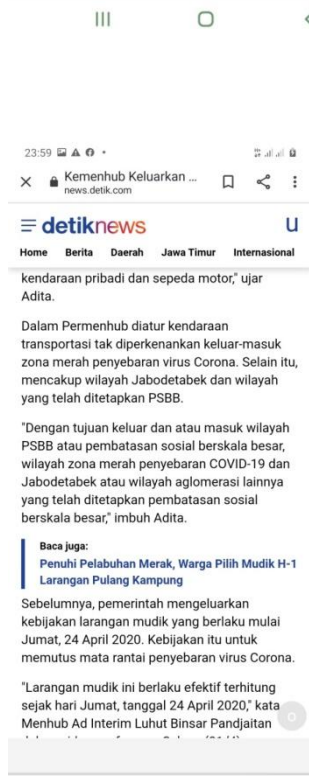 23:59
Kemenhub Keluarkan ...
news.detik.com
detiknews
Home Berita Daerah Jawa Timur Internasional
kendaraan pribadi dan sepeda motor," ujar
Adita.
Dalam Permenhub diatur kendaraan
transportasi tak diperkenankan keluar-masuk
zona merah penyebaran virus Corona. Selain itu,
mencakup wilayah Jabodetabek dan wilayah
yang telah ditetapkan PSBB.
"Dengan tujuan keluar dan atau masuk wilayah
PSBB atau pembatasan sosial berskala besar,
wilayah zona merah penyebaran COVID-19 dan
Jabodetabek atau wilayah aglomerasi lainnya
yang telah ditetapkan pembatasan sosial
berskala besar," imbuh Adita.
Baca juga:
Penuhi Pelabuhan Merak, Warga Pilih Mudik H-1
Larangan Pulang Kampung
Sebelumnya, pemerintah mengeluarkan
kebijakan larangan mudik yang berlaku mulai
Jumat, 24 April 2020. Kebijakan itu untuk
memutus mata rantai penyebaran virus Corona.
"Larangan mudik ini berlaku efektif terhitung
sejak hari Jumat, tanggal 24 April 2020," kata
Menhub Ad Interim Luhut Binsar Pandjaitan